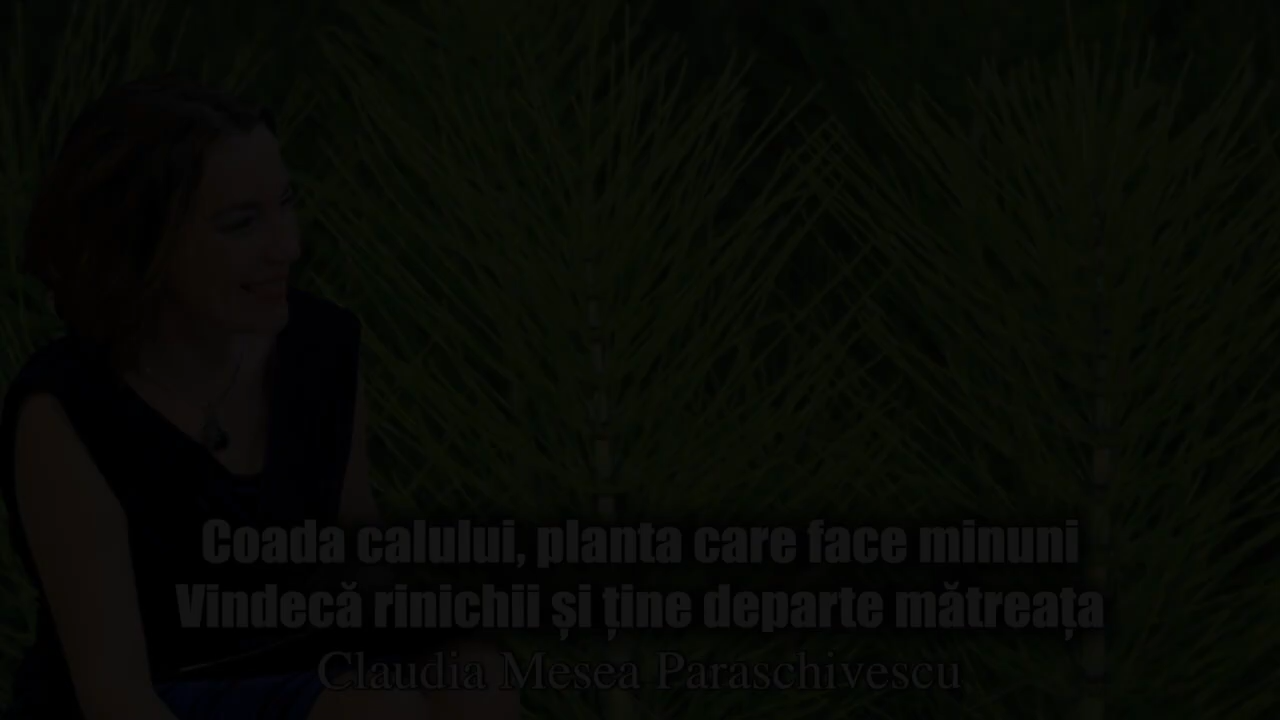 Coada calului, planta care face minuni
Vindecă rinichii și ține departe mătreața
Claudia Mesea Paraschivescu